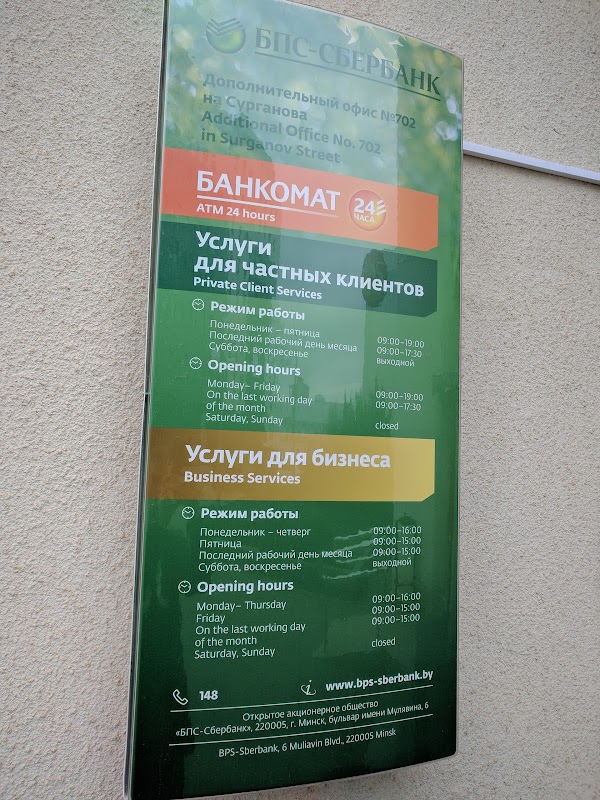 БПС-СБЕРБАНК
Дополнительный офис №702
на Сурганова
Additional Office No. 702
in Surganov Street
БАНКОМАТ
ATM 24 hours
24
ЧАСА
Услуги
для частных клиентов
Private Client Services
Режим работы
Понедельник – пятница 09:00–19:00
Последний рабочий день месяца 09:00–17:30
Суббота, воскресенье выходной
Opening hours
Monday– Friday 09:00–19:00
On the last working day 09:00–17:30
of the month
Saturday, Sunday closed
Услуги для бизнеса
Business Services
Режим работы
Понедельник – четверг 09:00–16:00
Пятница 09:00–15:00
Последний рабочий день месяца 09:00–15:00
Суббота, воскресенье выходной
Opening hours
Monday– Thursday 09:00–16:00
Friday 09:00–15:00
On the last working day 09:00–15:00
of the month
Saturday, Sunday closed
148 www.bps-sberbank.by
Открытое акционерное общество
«БПС-Сбербанк», 220005, г. Минск, бульвар имени Мулявина, 6
BPS-Sberbank, 6 Muliavin Blvd., 220005 Minsk